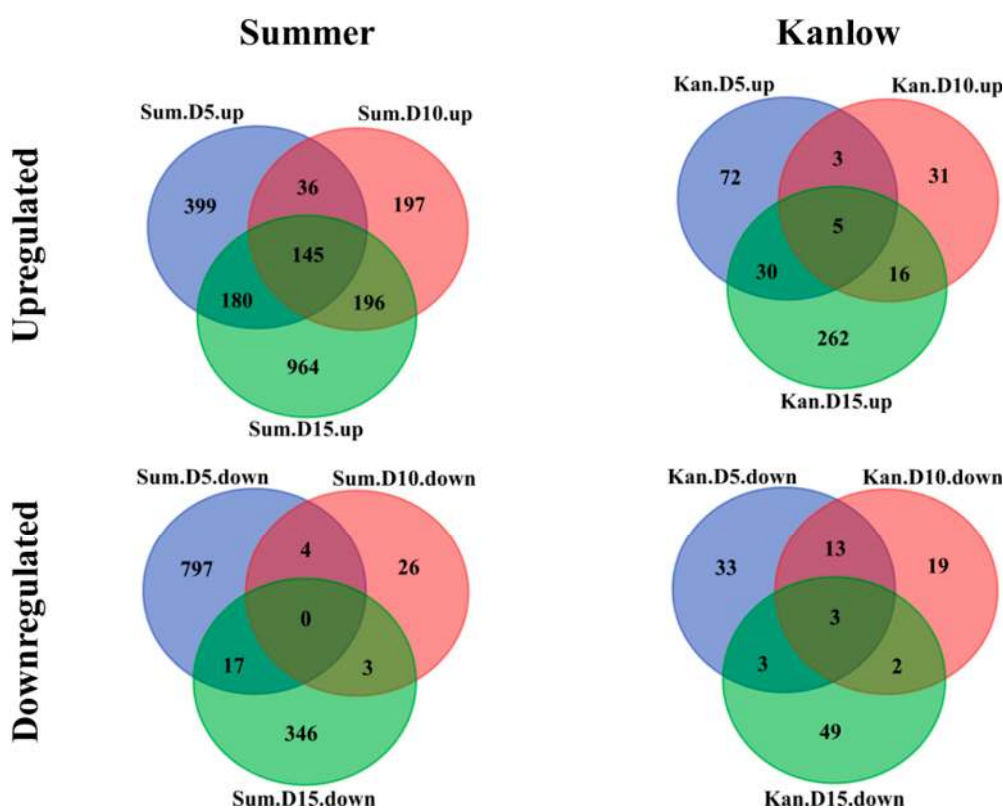 Summer
Kanlow
Upregulated
Sum.D5.up
Sum.D10.up
399
36
197
145
180
196
964
Sum.D15.up
Kan.D5.up
Kan.D10.up
72
3
31
5
30
16
262
Kan.D15.up
Downregulated
Sum.D5.down
Sum.D10.down
797
4
26
0
17
3
346
Sum.D15.down
Kan.D5.down
Kan.D10.down
33
13
19
3
3
2
49
Kan.D15.down